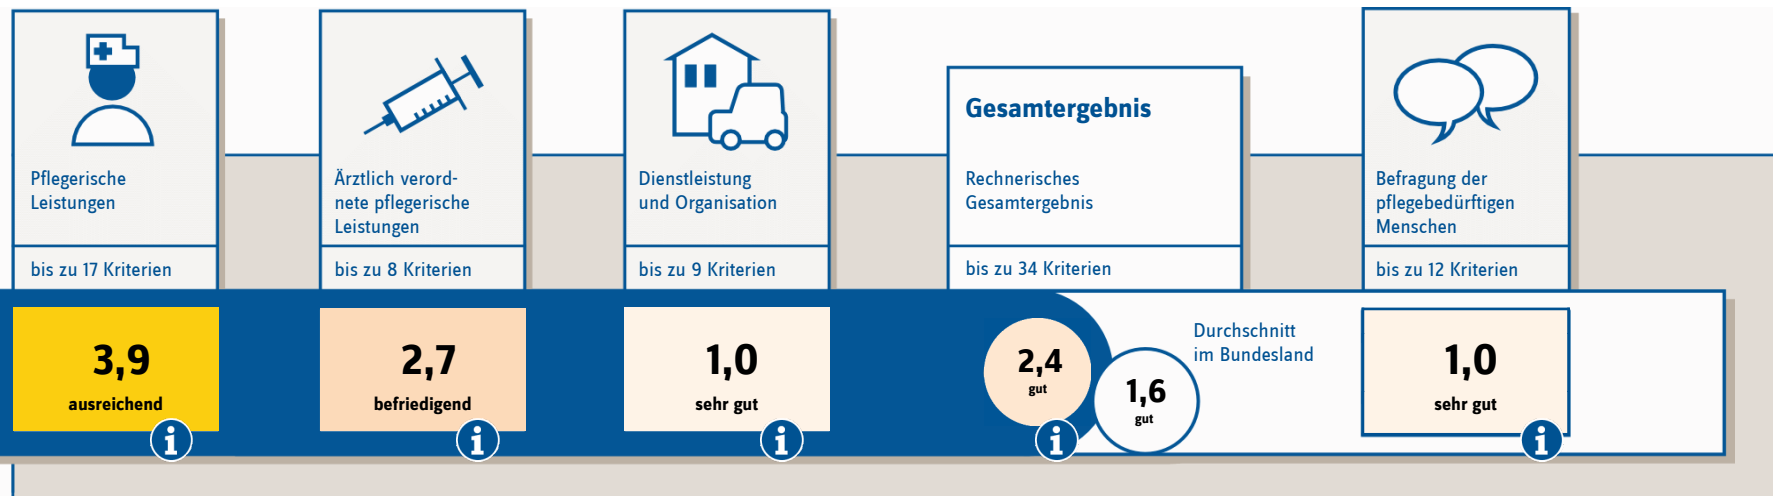 Pflegerische
Leistungen
bis zu 17 Kriterien
3,9
ausreichend
Ärztlich verord-
nete pflegerische
Leistungen
bis zu 8 Kriterien
2,7
befriedigend
Dienstleistung
und Organisation
bis zu 9 Kriterien
1,0
sehr gut
Gesamtergebnis
Rechnerisches
Gesamtergebnis
bis zu 34 Kriterien
2,4
gut
1,6
gut
Durchschnitt
im Bundesland
Befragung der
pflegebedürftigen
Menschen
bis zu 12 Kriterien
1,0
sehr gut